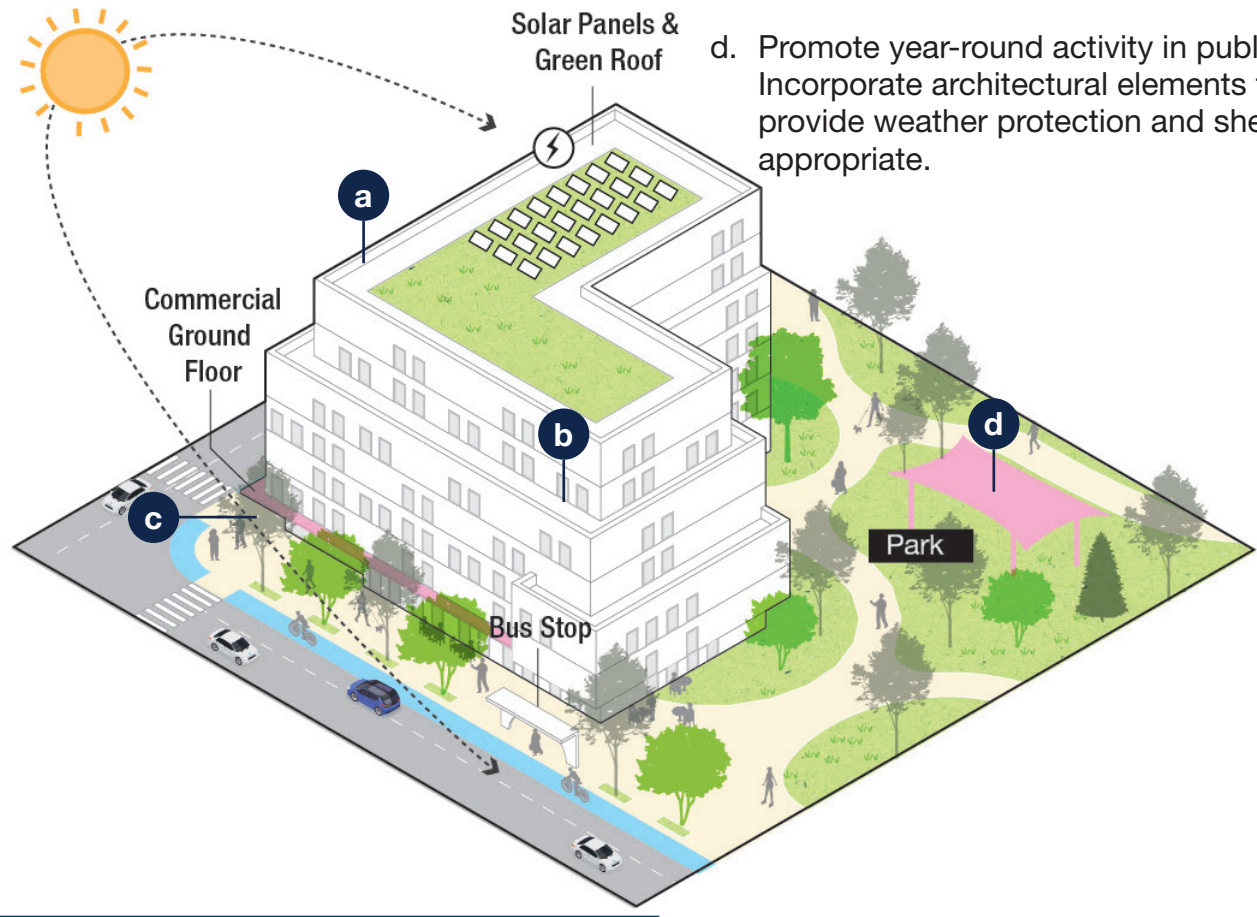 Solar Panels &
Green Roof
d. Promote year-round activity in publ
Incorporate architectural elements
provide weather protection and she
appropriate.
a
Commercial
Ground
Floor
b
c
d
Park
Bus Stop